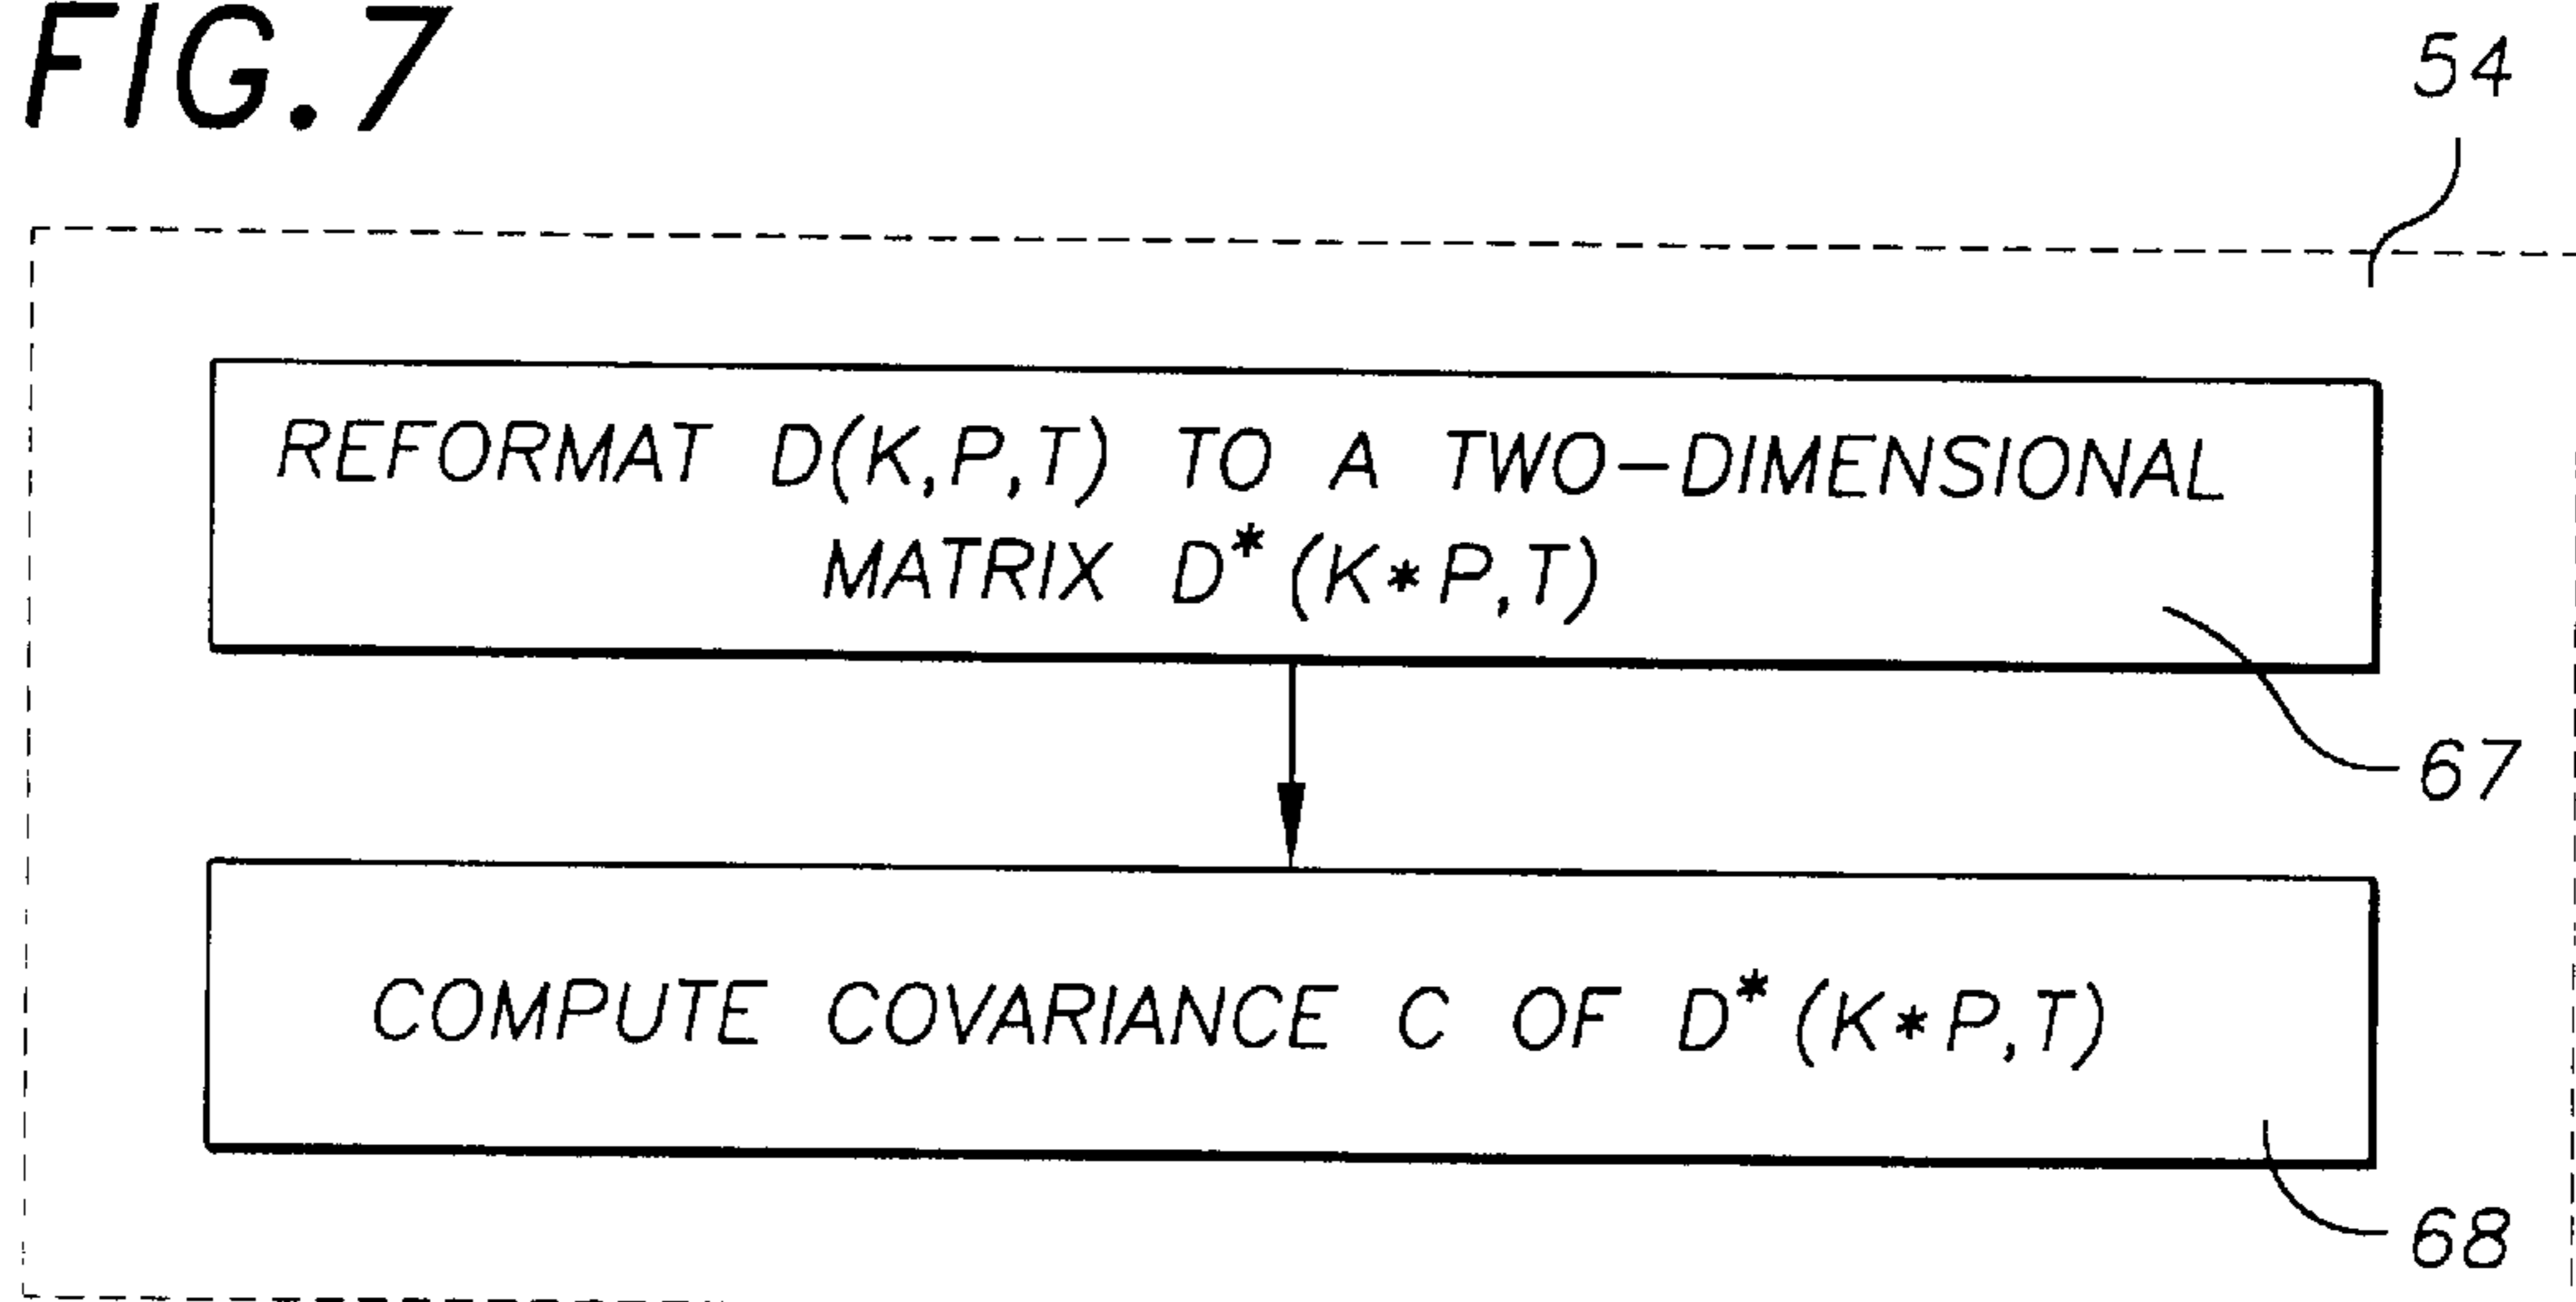 FIG.7
54
REFORMAT D(K,P,T) TO A TWO-DIMENSIONAL
MATRIX D*(K*P,T)
67
COMPUTE COVARIANCE C OF D*(K*P,T)
68